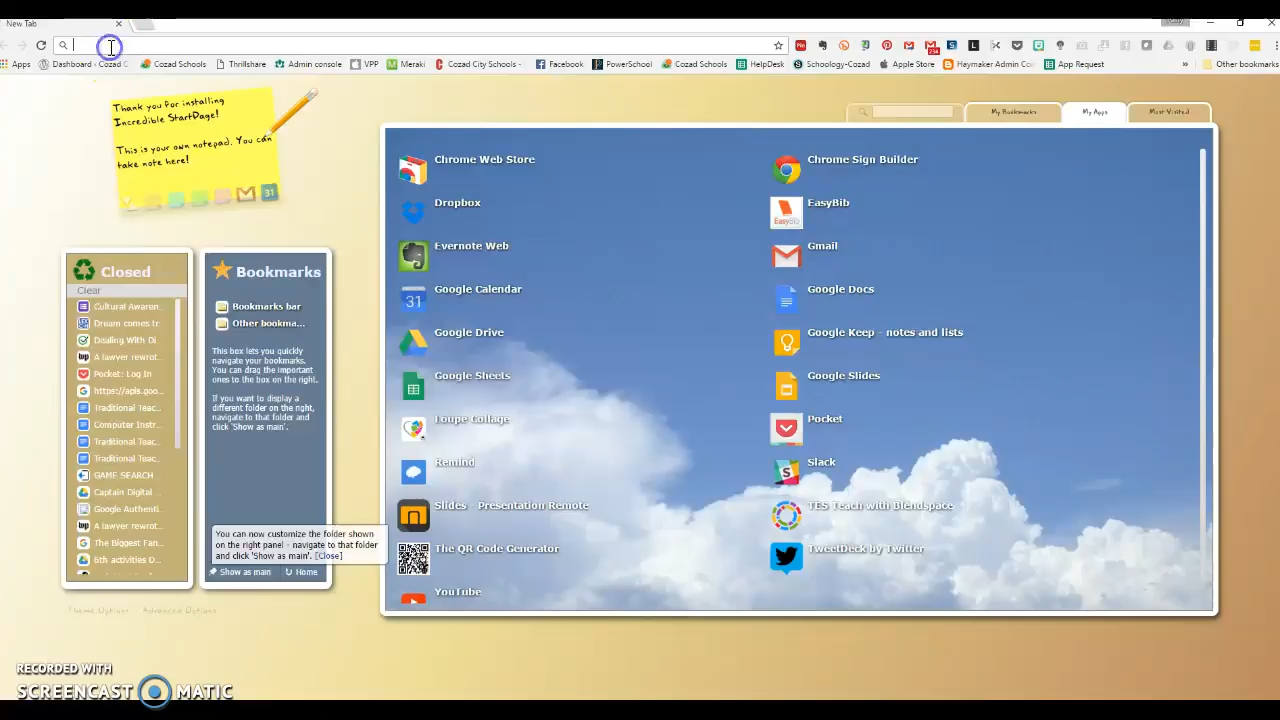 New Tab
Apps
Dashboard ‹ Cozad C
Cozad Schools
Thrillshare
Admin console
VPP
Meraki
Cozad City Schools -
Facebook
PowerSchool
Cozad Schools
HelpDesk
Schoology-Cozad
Apple Store
Haymaker Admin Con
App Request
»
Other bookmarks
Thank you for installing
Incredible StartPage!
This is your own notepad. You can
take note here!
31
My Bookmarks
My Apps
Most Visited
Closed
Clear
Cultural Awaren...
Dream comes tr...
Dealing With Di...
A lawyer rewrot...
Pocket: Log In
https://apis.goo...
Traditional Teac...
Computer Instr...
Traditional Teac...
Traditional Teac...
GAME SEARCH
Captain Digital ...
Google Authenti...
A lawyer rewrot...
The Biggest Fan...
6th activities D...
Bookmarks
Bookmarks bar
Other bookma...
This box lets you quickly
navigate your bookmarks.
You can drag the important
ones to the box on the right.
If you want to display a
different folder on the right,
navigate to that folder and
click 'Show as main'.
You can now customize the folder shown
on the right panel - navigate to that folder
and click 'Show as main'. [Close]
Show as main
Home
Theme Options
Advanced Options
Chrome Web Store
Chrome Sign Builder
Dropbox
EasyBib
EasyBib
Evernote Web
Gmail
31
Google Calendar
Google Docs
Google Drive
Google Keep - notes and lists
Google Sheets
Google Slides
Loupe Collage
Pocket
Remind
Slack
Slides - Presentation Remote
TES Teach with Blendspace
The QR Code Generator
TweetDeck by Twitter
YouTube
RECORDED WITH
SCREENCAST MATIC